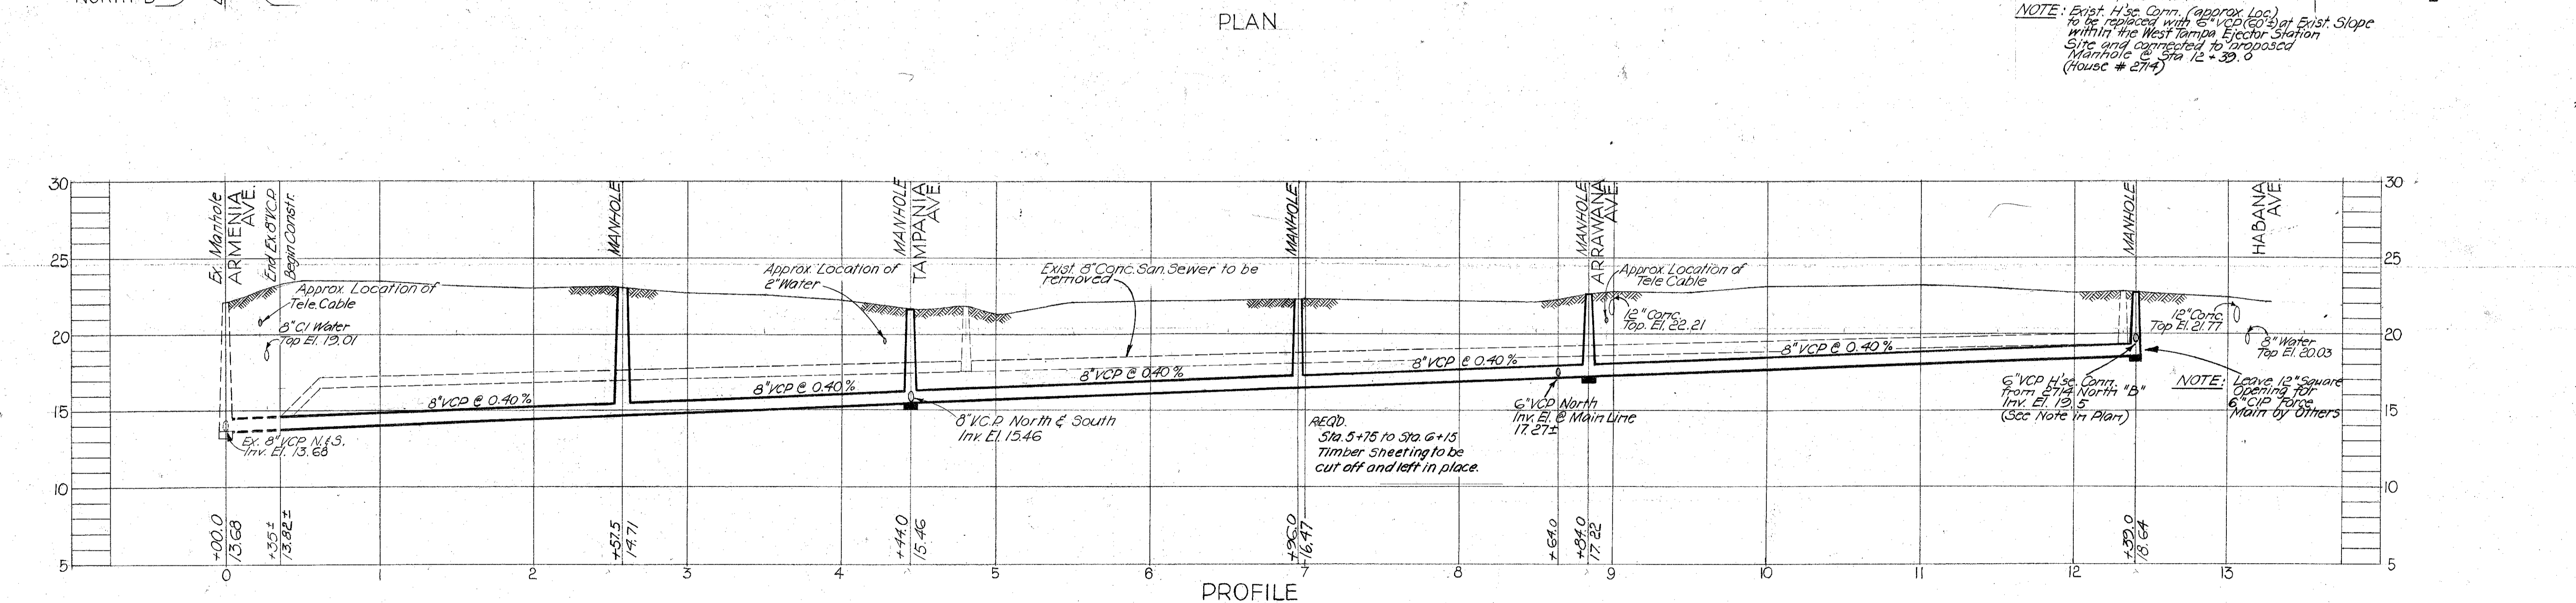 NORTH B
PLAN
NOTE: Exist. H'se. Conn. (approx. Loc.)
to be replaced with 6" VCP (60'±) at Exist. Slope
within the West Tampa Ejector Station
Site and connected to proposed
Manhole @ Sta 12+39.0
(House # 2714)
30
25
20
15
10
5
Ex. Manhole
ARMENIA
AVE.
End Ex 8" V.C.P.
Begin Constr.
MANHOLE
MANHOLE
TAMPANIA
AVE.
MANHOLE
MANHOLE
ARRAWANA
AVE.
MANHOLE
HABANA
AVE.
30
25
20
15
10
5
Approx. Location of
Tele. Cable
8" C.I. Water
Top El. 19.01
Approx. Location of
2" Water
Exist. 8" Conc. San. Sewer to be
removed
Approx. Location of
Tele Cable
12" Conc.
Top. El. 22.21
12" Conc.
Top El. 21.77
8" Water
Top El. 20.03
8" VCP @ 0.40%
8" VCP @ 0.40%
8" VCP @ 0.40%
8" VCP @ 0.40%
8" VCP @ 0.40%
Ex. 8" VCP N.&S.
Inv. El. 13.68
8" V.C.P. North & South
Inv. El. 15.46
REQ'D.
Sta. 5+75 to Sta. 6+15
Timber Sheeting to be
cut off and left in place.
6" VCP North
Inv. El. @ Main Line
17.27±
6" VCP H'se. Conn.
from 2714 North "B"
Inv. El. 19.5
(See Note in Plan)
NOTE: Leave 12" Square
Opening for
6" CIP Force
Main by Others
+00.0
13.68
+35±
13.82±
+57.5
14.71
+44.0
15.46
+96.0
16.47
+64.0
+84.0
17.22
+39.0
18.64
0 1 2 3 4 5 6 7 8 9 10 11 12 13
PROFILE